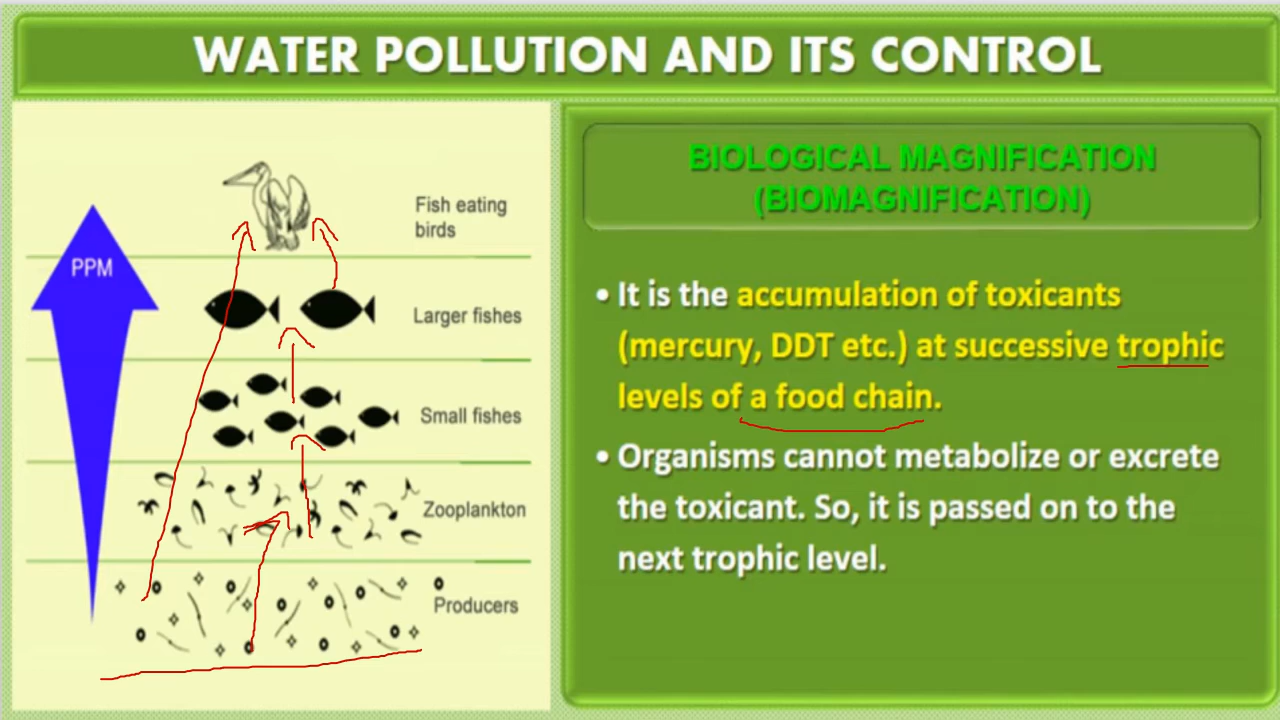 WATER POLLUTION AND ITS CONTROL
PPM
Fish eating
birds
Larger fishes
Small fishes
Zooplankton
Producers
BIOLOGICAL MAGNIFICATION
(BIOMAGNIFICATION)
• It is the accumulation of toxicants
(mercury, DDT etc.) at successive trophic
levels of a food chain.
• Organisms cannot metabolize or excrete
the toxicant. So, it is passed on to the
next trophic level.